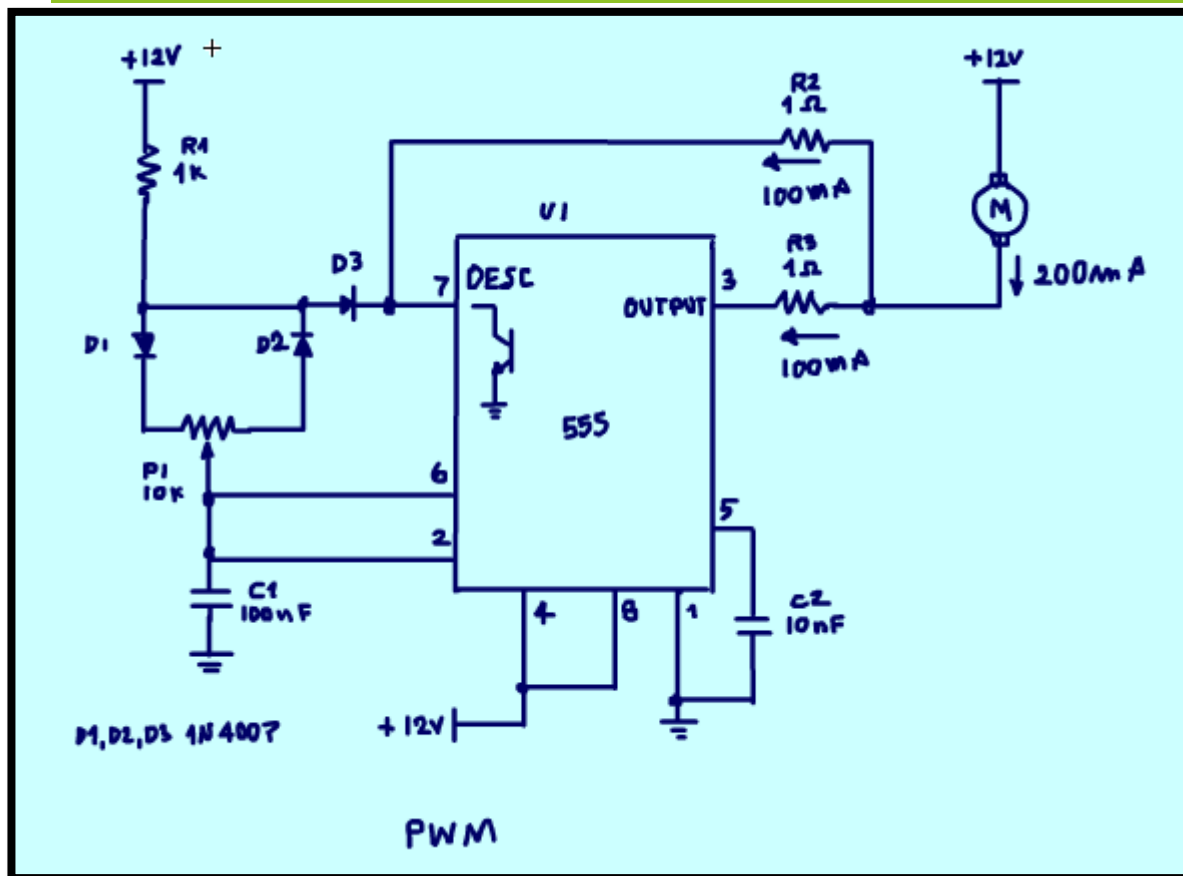 +12V
R1
1K
R2
1Ω
100mA
+12V
M
200mA
U1
D3
7
DESC
R3
1Ω
3
OUTPUT
100mA
D1
D2
555
P1
10K
6
2
5
C1
100nF
4
8
1
C2
10nF
+12V
D1,D2,D3 1N4007
PWM